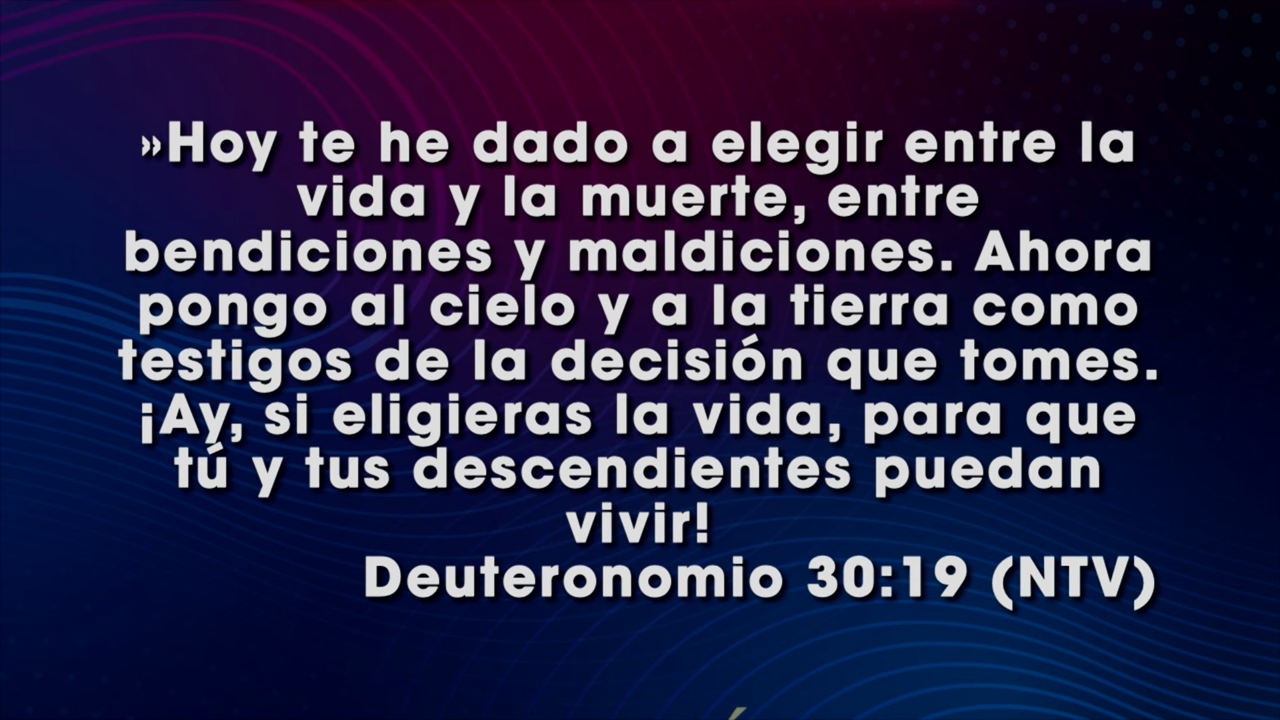 »Hoy te he dado a elegir entre la
vida y la muerte, entre
bendiciones y maldiciones. Ahora
pongo al cielo y a la tierra como
testigos de la decisión que tomes.
¡Ay, si eligieras la vida, para que
tú y tus descendientes puedan
vivir!
Deuteronomio 30:19 (NTV)